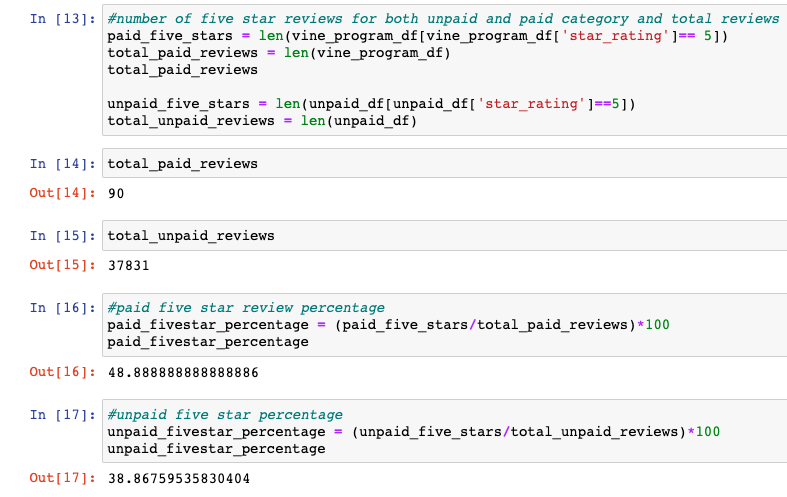 In [13]: #number of five star reviews for both unpaid and paid category and total reviews
paid_five_stars = len(vine_program_df[vine_program_df['star_rating']== 5])
total_paid_reviews = len(vine_program_df)
total_paid_reviews
unpaid_five_stars = len(unpaid_df[unpaid_df['star_rating']==5])
total_unpaid_reviews = len(unpaid_df)
In [14]: total_paid_reviews
Out[14]: 90
In [15]: total_unpaid_reviews
Out[15]: 37831
In [16]: #paid five star review percentage
paid_fivestar_percentage = (paid_five_stars/total_paid_reviews)*100
paid_fivestar_percentage
Out[16]: 48.888888888888886
In [17]: #unpaid five star percentage
unpaid_fivestar_percentage = (unpaid_five_stars/total_unpaid_reviews)*100
unpaid_fivestar_percentage
Out[17]: 38.86759535830404